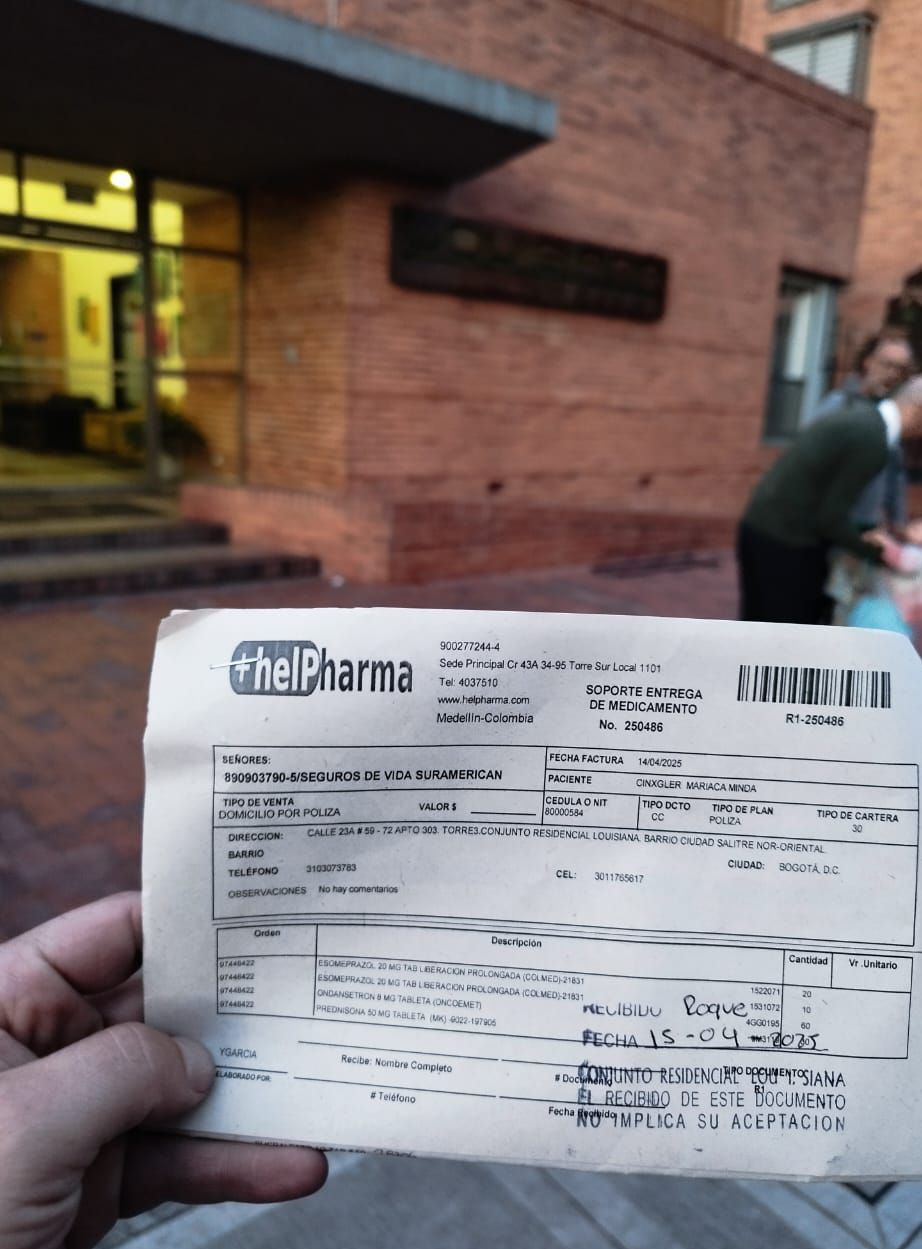 +helPharma
900277244-4
Sede Principal Cr 43A 34-95 Torre Sur Local 1101
Tel: 4037510
www.helpharma.com
Medellín-Colombia
SOPORTE ENTREGA
DE MEDICAMENTO
No. 250486
R1-250486
SEÑORES:
890903790-5/SEGUROS DE VIDA SURAMERICAN
FECHA FACTURA 14/04/2025
PACIENTE CINXGLER MARIACA MINDA
TIPO DE VENTA
DOMICILIO POR POLIZA
VALOR $
CEDULA O NIT
80000584
TIPO DCTO
CC
TIPO DE PLAN
POLIZA
TIPO DE CARTERA
30
DIRECCION: CALLE 23A # 59 - 72 APTO 303. TORRE3.CONJUNTO RESIDENCIAL LOUISIANA. BARRIO CIUDAD SALITRE NOR-ORIENTAL
BARRIO
CIUDAD: BOGOTÁ, D.C.
TELÉFONO 3103073783
CEL: 3011765617
OBSERVACIONES No hay comentarios
Orden Descripción Cantidad Vr .Unitario
97448422 ESOMEPRAZOL 20 MG TAB LIBERACION PROLONGADA (COLMED)-21831 1522071 20
97448422 ESOMEPRAZOL 20 MG TAB LIBERACION PROLONGADA (COLMED)-21831 1531072 10
97448422 ONDANSETRON 8 MG TABLETA (ONCOEMET) 4GG0195 60
97448422 PREDNISONA 50 MG TABLETA (MK) -9022-197905
RECIBIDO Roque
FECHA 15-04-2025
YGARCIA
ELABORADO POR:
Recibe: Nombre Completo
# Documento
TIPO DOCUMENTO
R1
# Teléfono
Fecha Recibido
CONJUNTO RESIDENCIAL LOU I SIANA
EL RECIBIDO DE ESTE DOCUMENTO
NO IMPLICA SU ACEPTACION